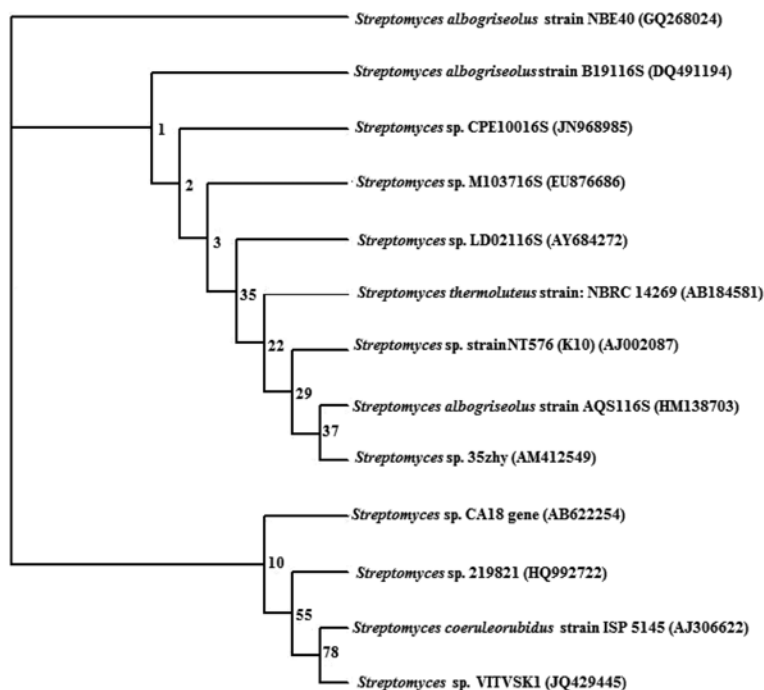 Streptomyces albogriseolus strain NBE40 (GQ268024)
Streptomyces albogriseolus strain B19116S (DQ491194)
1
Streptomyces sp. CPE10016S (JN968985)
2
Streptomyces sp. M103716S (EU876686)
3
Streptomyces sp. LD02116S (AY684272)
35
Streptomyces thermoluteus strain: NBRC 14269 (AB184581)
22
Streptomyces sp. strainNT576 (K10) (AJ002087)
29
Streptomyces albogriseolus strain AQS116S (HM138703)
37
Streptomyces sp. 35zhy (AM412549)
Streptomyces sp. CA18 gene (AB622254)
10
Streptomyces sp. 219821 (HQ992722)
55
Streptomyces coeruleorubidus strain ISP 5145 (AJ306622)
78
Streptomyces sp. VITVSK1 (JQ429445)